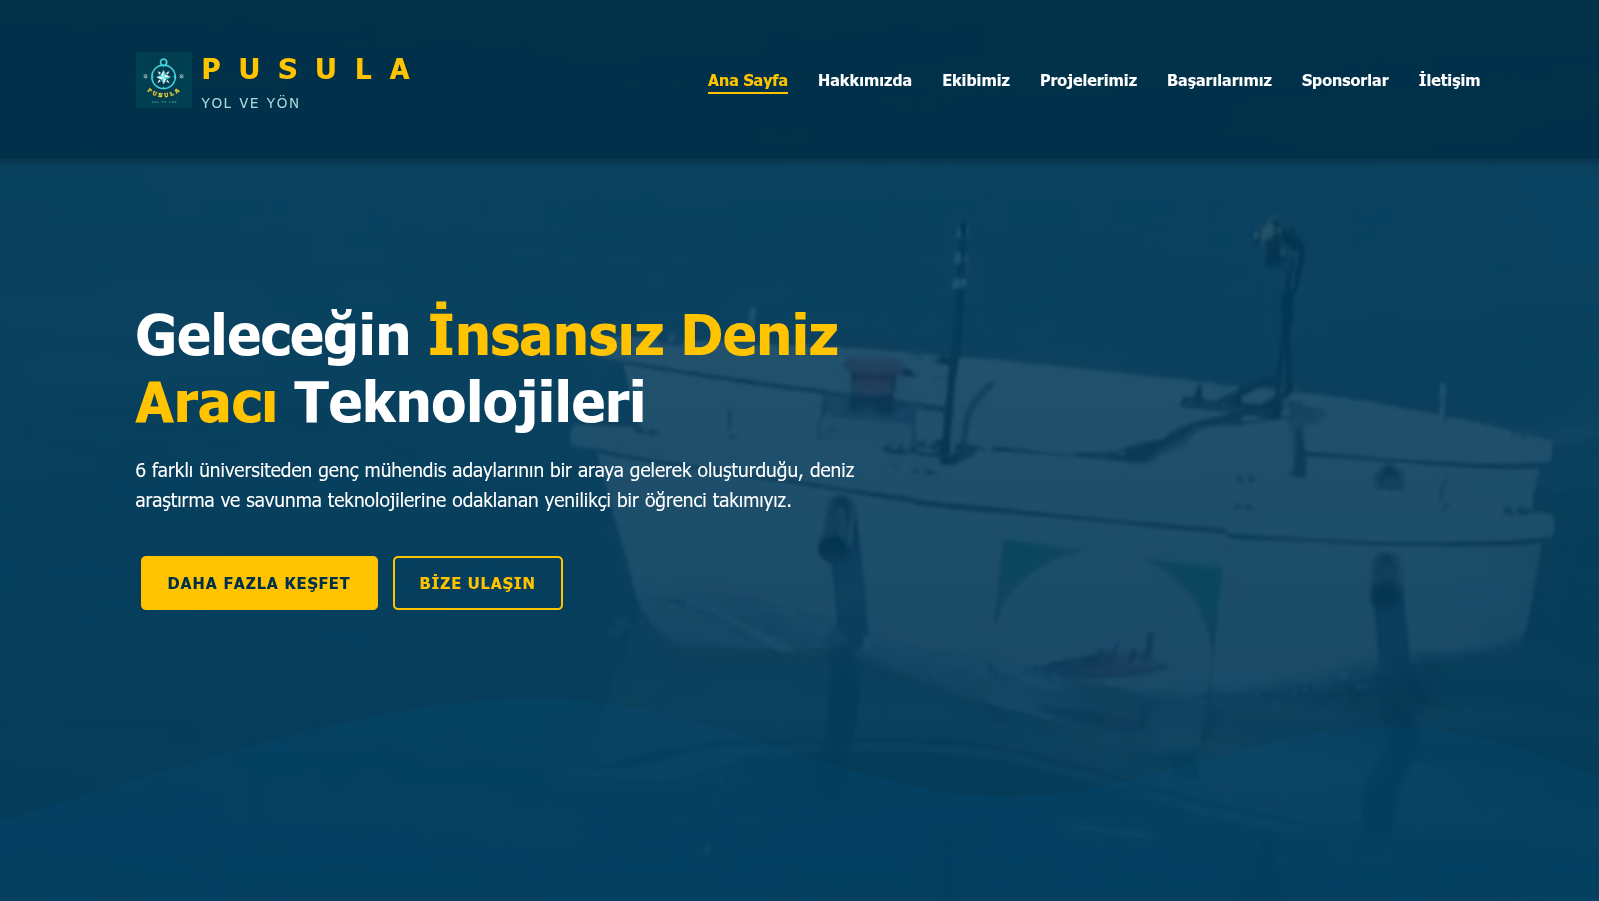 PUSULA
PUSULA
YOL VE YÖN
Ana Sayfa
Hakkımızda
Ekibimiz
Projelerimiz
Başarılarımız
Sponsorlar
İletişim
Geleceğin İnsansız Deniz
Aracı Teknolojileri
6 farklı üniversiteden genç mühendis adaylarının bir araya gelerek oluşturduğu, deniz
araştırma ve savunma teknolojilerine odaklanan yenilikçi bir öğrenci takımıyız.
DAHA FAZLA KEŞFET
BİZE ULAŞIN